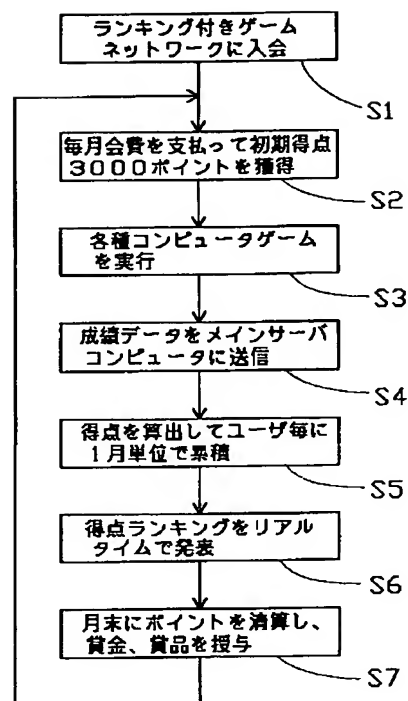 ランキング付きゲーム
ネットワークに入会
S1
毎月会費を支払って初期得点
3000ポイントを獲得
S2
各種コンピュータゲーム
を実行
S3
成績データをメインサーバ
コンピュータに送信
S4
得点を算出してユーザ毎に
1月単位で累積
S5
得点ランキングをリアル
タイムで発表
S6
月末にポイントを清算し、
賞金、賞品を授与
S7